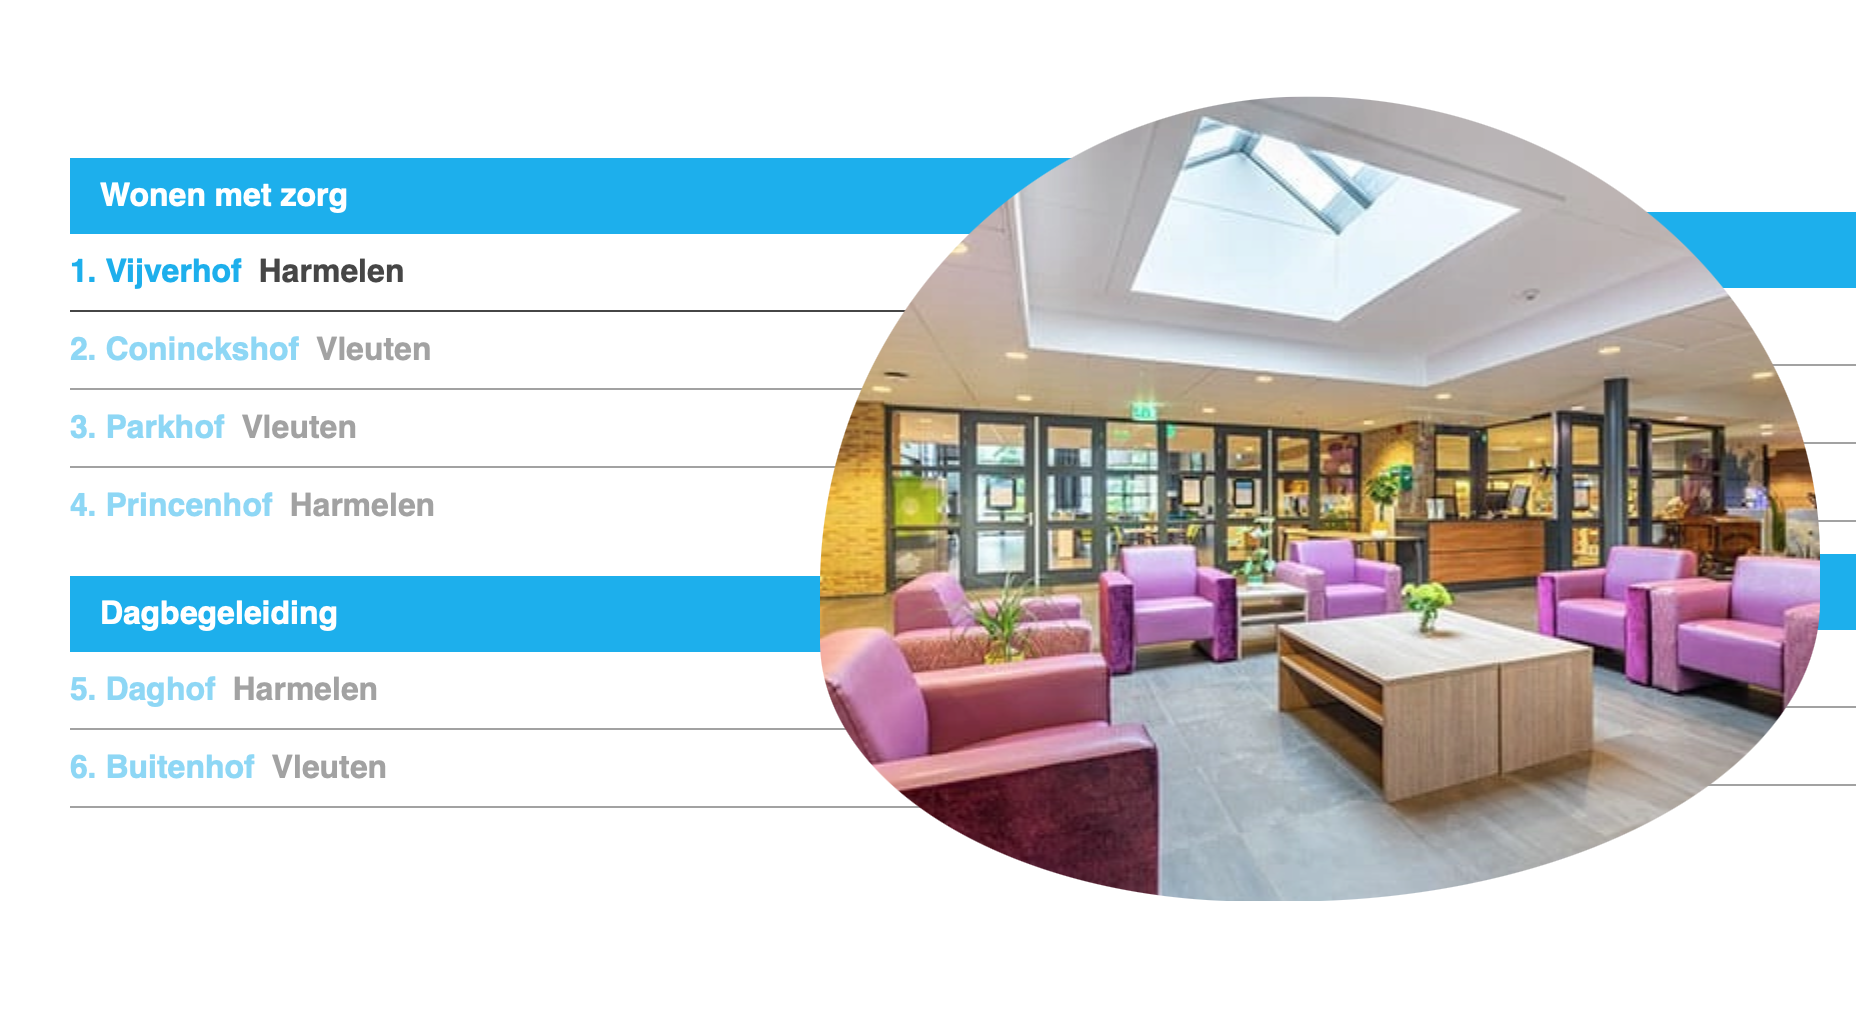 Wonen met zorg
1. Vijverhof Harmelen
2. Coninckshof Vleuten
3. Parkhof Vleuten
4. Princenhof Harmelen
Dagbegeleiding
5. Daghof Harmelen
6. Buitenhof Vleuten